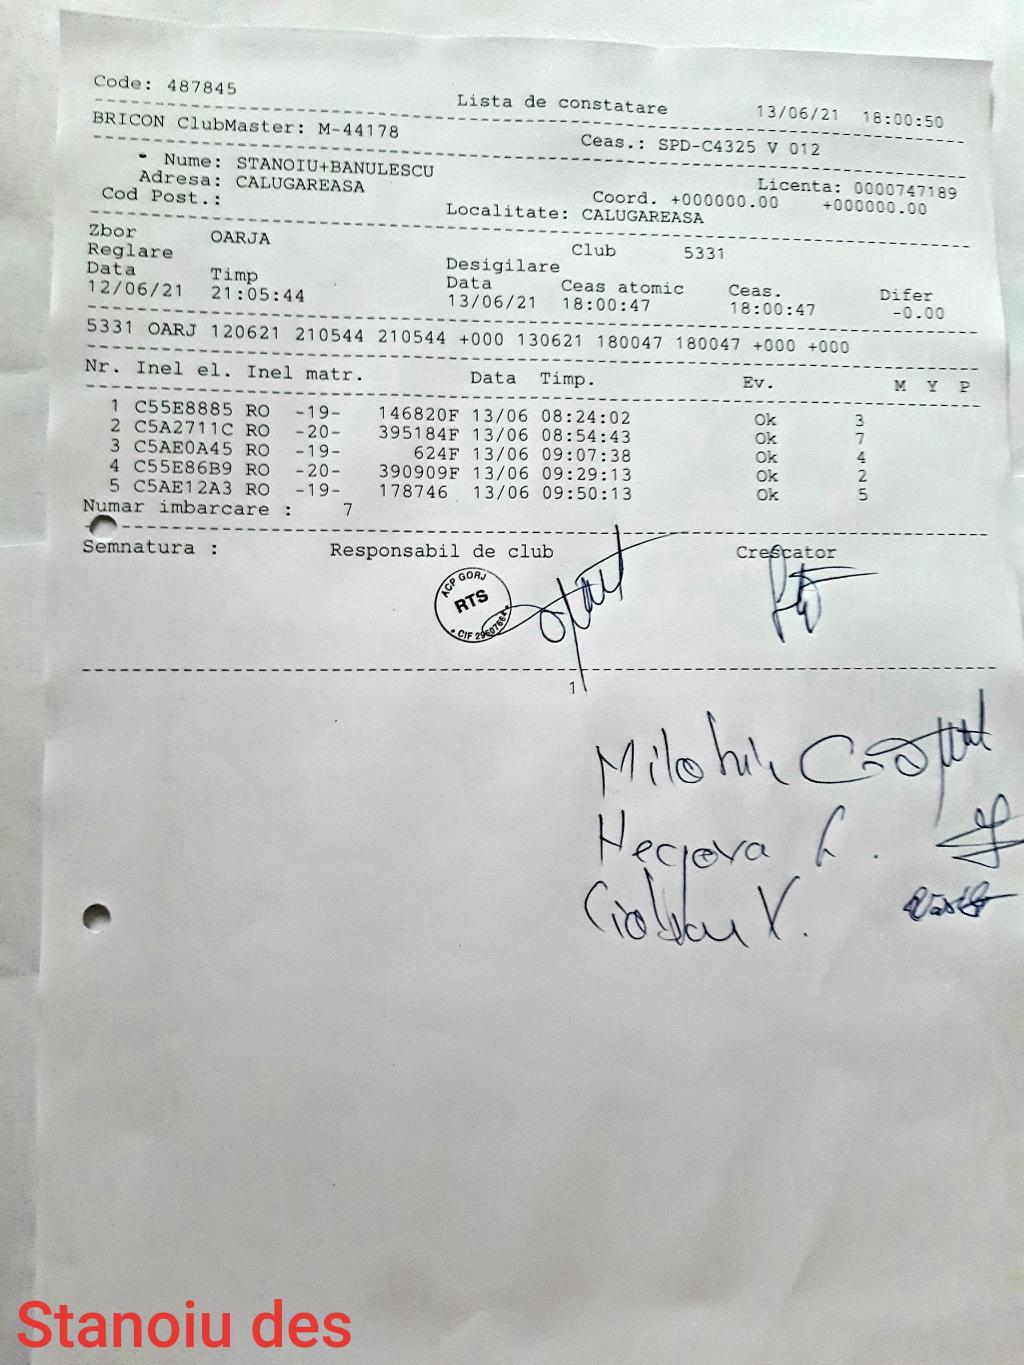 Code: 487845 Lista de constatare 13/06/21 18:00:50
BRICON ClubMaster: M-44178 Ceas.: SPD-C4325 V 012
Nume: STANOIU+BANULESCU Licenta: 0000747189
Adresa: CALUGAREASA Coord. +000000.00 +000000.00
Cod Post.: Localitate: CALUGAREASA
Zbor OARJA Club 5331
Reglare Desigilare
Data Timp Data Ceas atomic Ceas. Difer
12/06/21 21:05:44 13/06/21 18:00:47 18:00:47 -0.00
5331 OARJ 120621 210544 210544 +000 130621 180047 180047 +000 +000
Nr. Inel el. Inel matr. Data Timp. Ev. M Y P
1 C55E8885 RO -19- 146820F 13/06 08:24:02 Ok 3
2 C5A2711C RO -20- 395184F 13/06 08:54:43 Ok 7
3 C5AE0A45 RO -19- 624F 13/06 09:07:38 Ok 4
4 C55E86B9 RO -20- 390909F 13/06 09:29:13 Ok 2
5 C5AE12A3 RO -19- 178746 13/06 09:50:13 Ok 5
Numar imbarcare : 7
Semnatura : Responsabil de club Crescator
ACP GORJ
RTS
CIF
1
V.
Stanoiu des